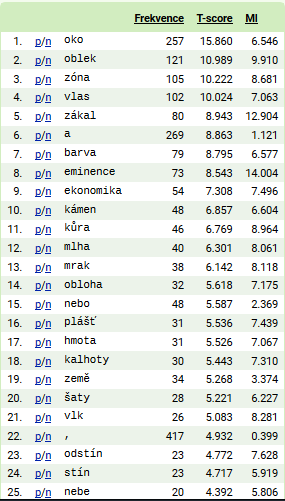 Frekvence T-score MI
1. p/n oko 257 15.860 6.546
2. p/n oblek 121 10.989 9.910
3. p/n zóna 105 10.222 8.681
4. p/n vlas 102 10.024 7.063
5. p/n zákal 80 8.943 12.904
6. p/n a 269 8.863 1.121
7. p/n barva 79 8.795 6.577
8. p/n eminence 73 8.543 14.004
9. p/n ekonomika 54 7.308 7.496
10. p/n kámen 48 6.857 6.604
11. p/n kůra 46 6.769 8.964
12. p/n mlha 40 6.301 8.061
13. p/n mrak 38 6.142 8.118
14. p/n obloha 32 5.618 7.175
15. p/n nebo 48 5.587 2.369
16. p/n plášť 31 5.536 7.439
17. p/n hmota 31 5.526 7.067
18. p/n kalhoty 30 5.443 7.310
19. p/n země 34 5.268 3.374
20. p/n šaty 28 5.221 6.227
21. p/n vlk 26 5.083 8.281
22. p/n , 417 4.932 0.399
23. p/n odstín 23 4.772 7.628
24. p/n stín 23 4.717 5.919
25. p/n nebe 20 4.392 5.806